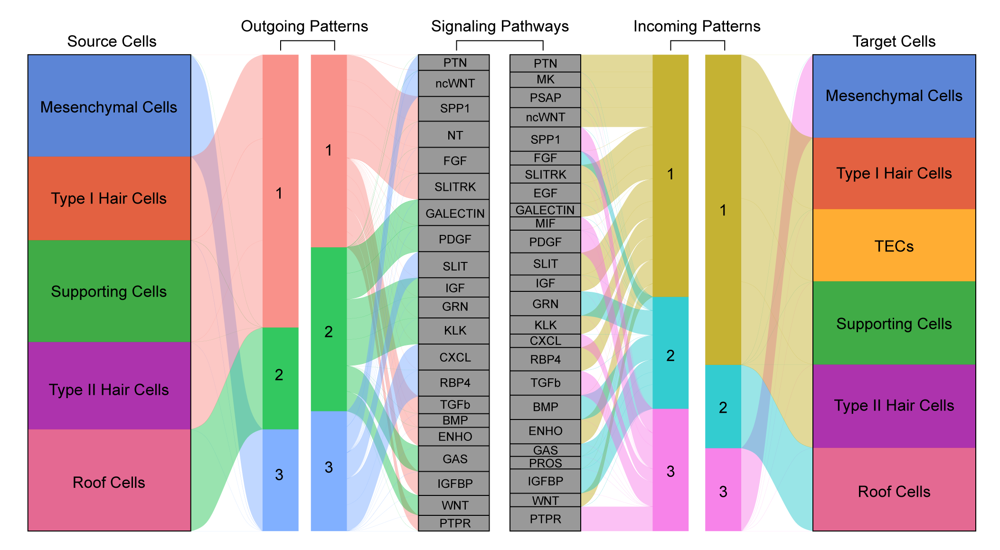 Outgoing Patterns
Signaling Pathways
Incoming Patterns
Source Cells
Target Cells
Mesenchymal Cells
Type I Hair Cells
Supporting Cells
Type II Hair Cells
Roof Cells
1
2
3
1
2
3
PTN
ncWNT
SPP1
NT
FGF
SLITRK
GALECTIN
PDGF
SLIT
IGF
GRN
KLK
CXCL
RBP4
TGFb
BMP
ENHO
GAS
IGFBP
WNT
PTPR
PTN
MK
PSAP
ncWNT
SPP1
FGF
SLITRK
EGF
GALECTIN
MIF
PDGF
SLIT
IGF
GRN
KLK
CXCL
RBP4
TGFb
BMP
ENHO
GAS
PROS
IGFBP
WNT
PTPR
1
2
3
1
2
3
Mesenchymal Cells
Type I Hair Cells
TECs
Supporting Cells
Type II Hair Cells
Roof Cells